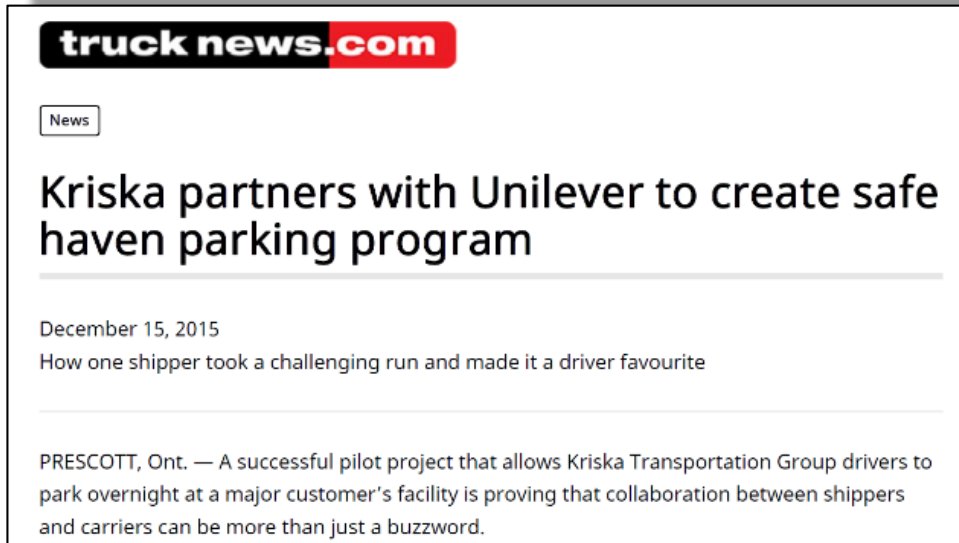 truck news.com
News
Kriska partners with Unilever to create safe
haven parking program
December 15, 2015
How one shipper took a challenging run and made it a driver favourite
PRESCOTT, Ont. — A successful pilot project that allows Kriska Transportation Group drivers to
park overnight at a major customer's facility is proving that collaboration between shippers
and carriers can be more than just a buzzword.